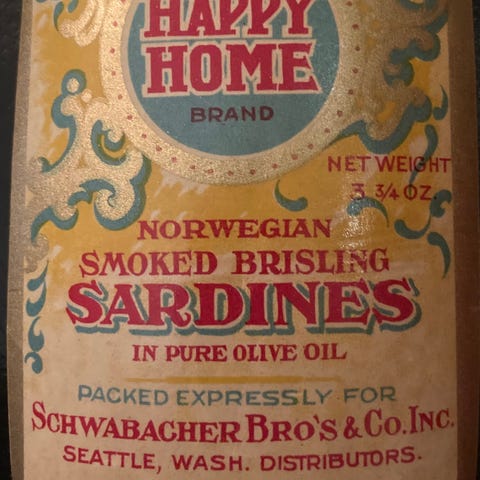 HAPPY
HOME
BRAND
NET WEIGHT
3 3/4 OZ.
NORWEGIAN
SMOKED BRISLING
SARDINES
IN PURE OLIVE OIL
PACKED EXPRESSLY FOR
SCHWABACHER BRO'S & CO. INC.
SEATTLE, WASH. DISTRIBUTORS.